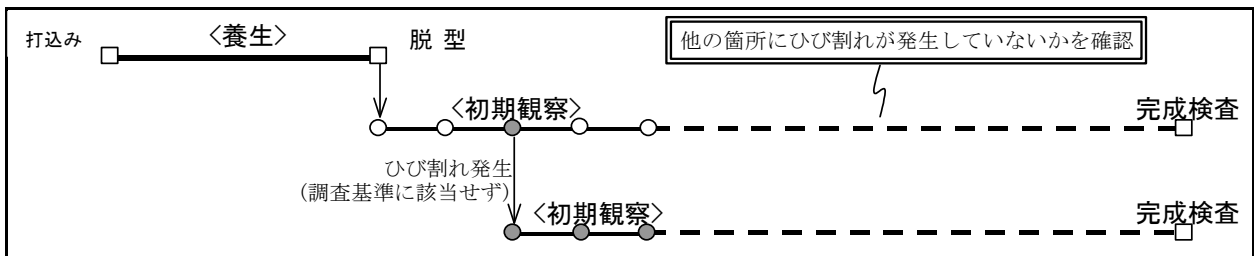 打込み
〈養生〉
脱 型
他の箇所にひび割れが発生していないかを確認
〈初期観察〉
完成検査
ひび割れ発生
(調査基準に該当せず)
〈初期観察〉
完成検査